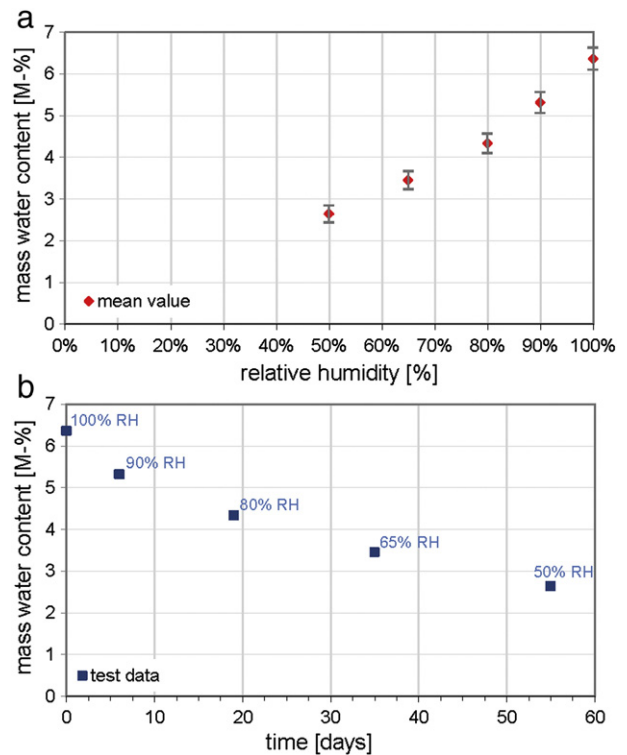 a
mass water content [M-%]
7
6
5
4
3
2
1
0
mean value
0% 10% 20% 30% 40% 50% 60% 70% 80% 90% 100%
relative humidity [%]
b
mass water content [M-%]
7
6
5
4
3
2
1
0
100% RH
90% RH
80% RH
65% RH
50% RH
test data
0 10 20 30 40 50 60
time [days]